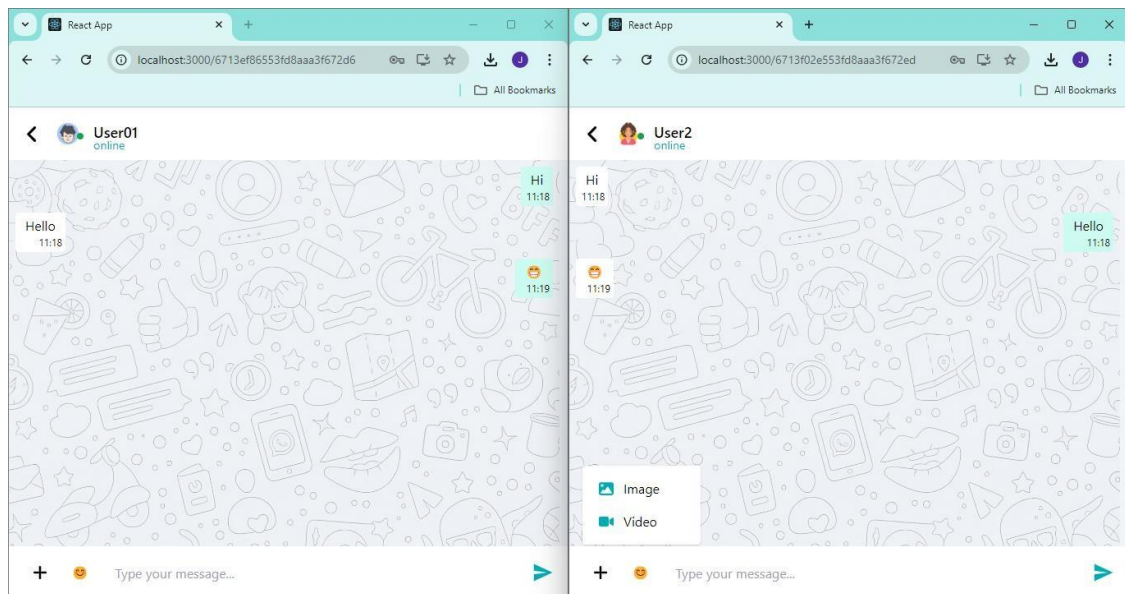 React App
localhost:3000/6713ef86553fd8aaa3f672d6
J
All Bookmarks
User01
online
Hi
11:18
Hello
11:18
11:19
Type your message...
React App
localhost:3000/6713f02e553fd8aaa3f672ed
J
All Bookmarks
User2
online
Hi
11:18
Hello
11:18
11:19
Image
Video
Type your message...